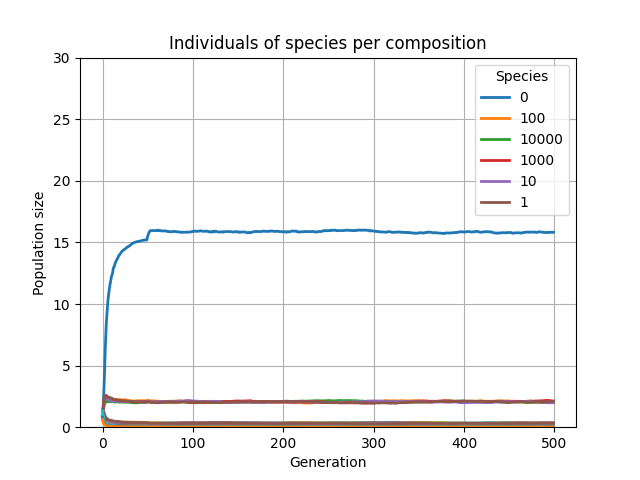 Individuals of species per composition
30
25
20
15
10
5
0
Population size
0 100 200 300 400 500
Generation
Species
0
100
10000
1000
10
1